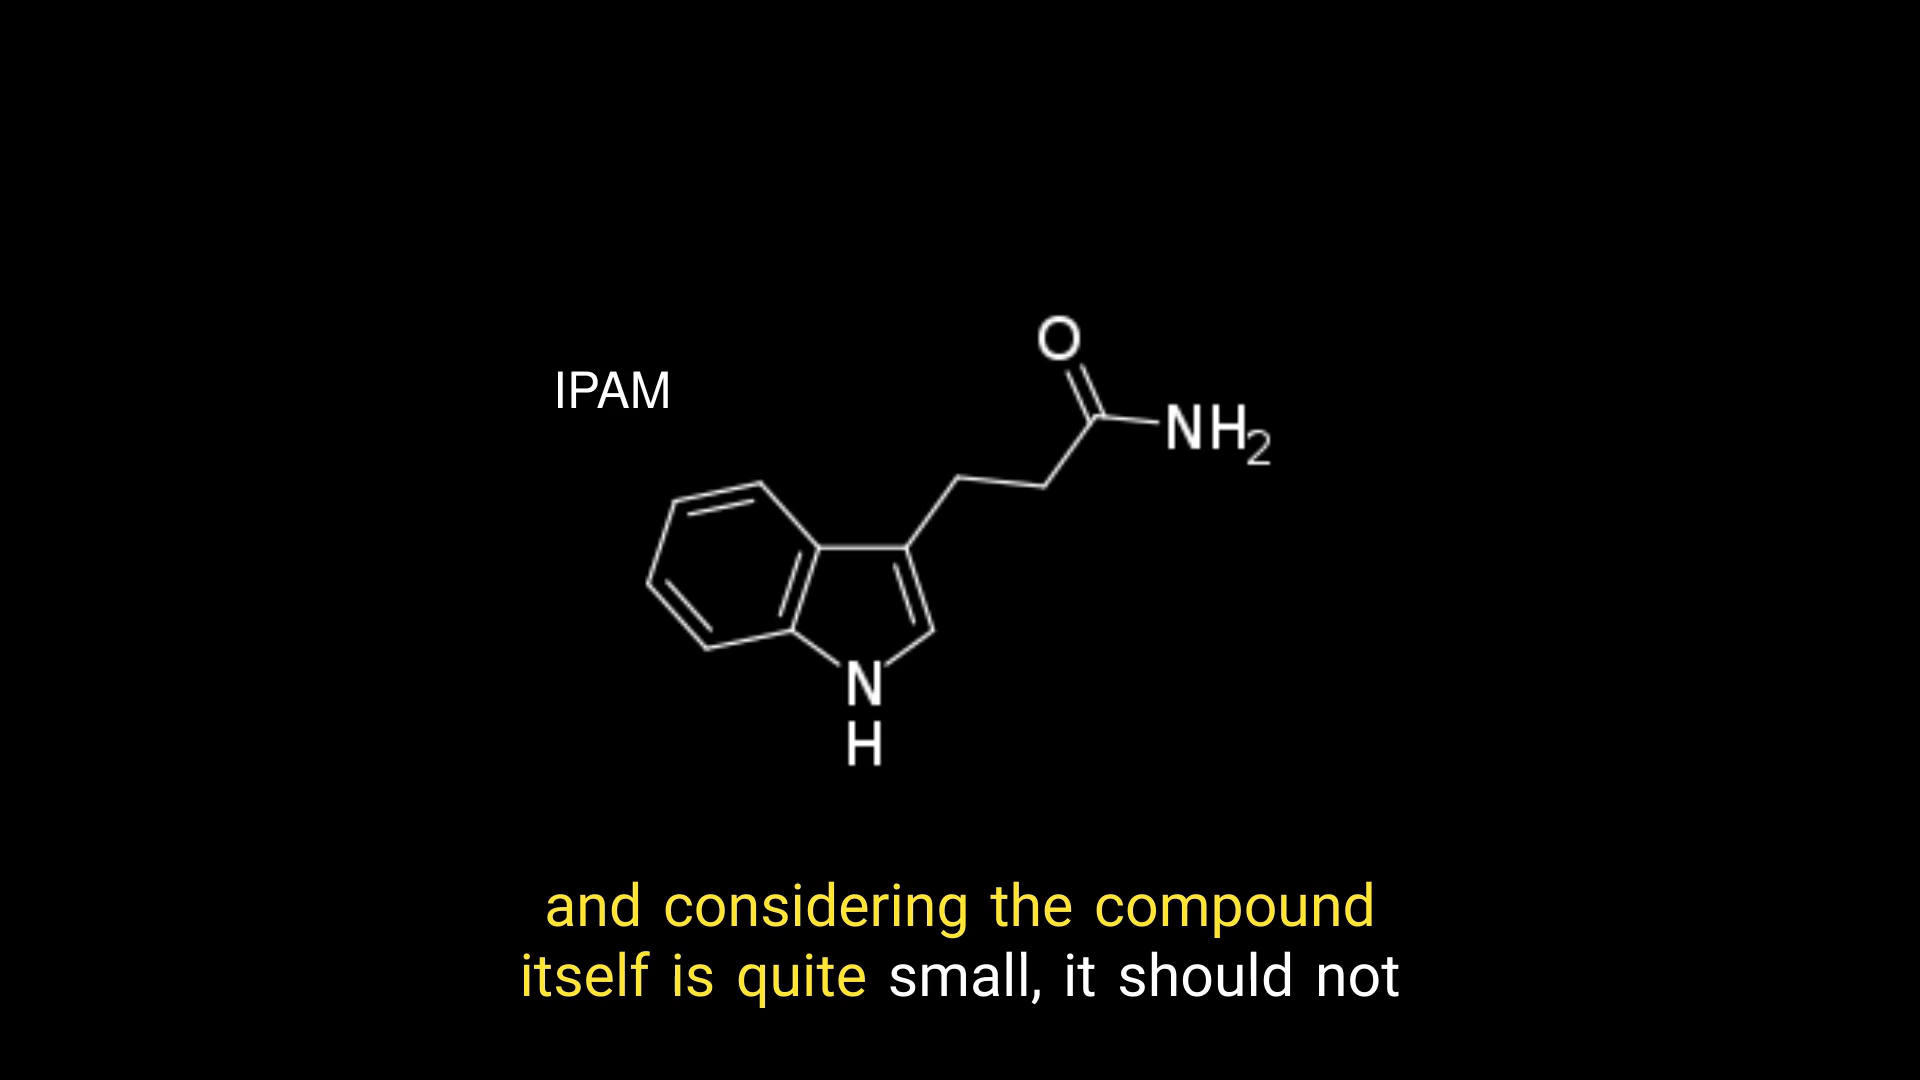 O
IPAM
NH2
N
H
and considering the compound
itself is quite small, it should not